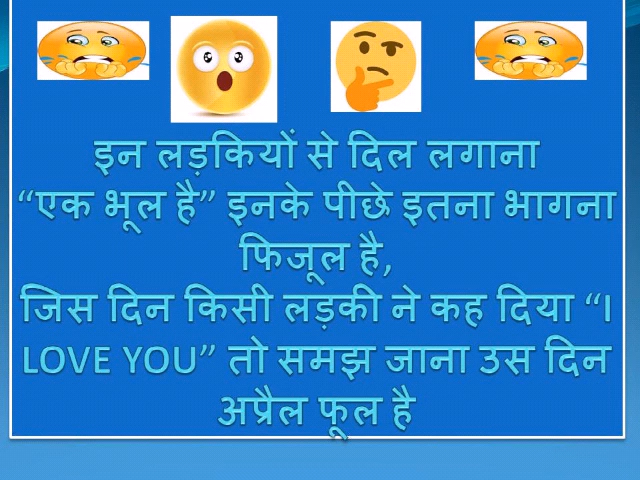 इन लड़कियों से दिल लगाना
“एक भूल है” इनके पीछे इतना भागना
फिजूल है,
जिस दिन किसी लड़की ने कह दिया “I
LOVE YOU” तो समझ जाना उस दिन
अप्रैल फूल है